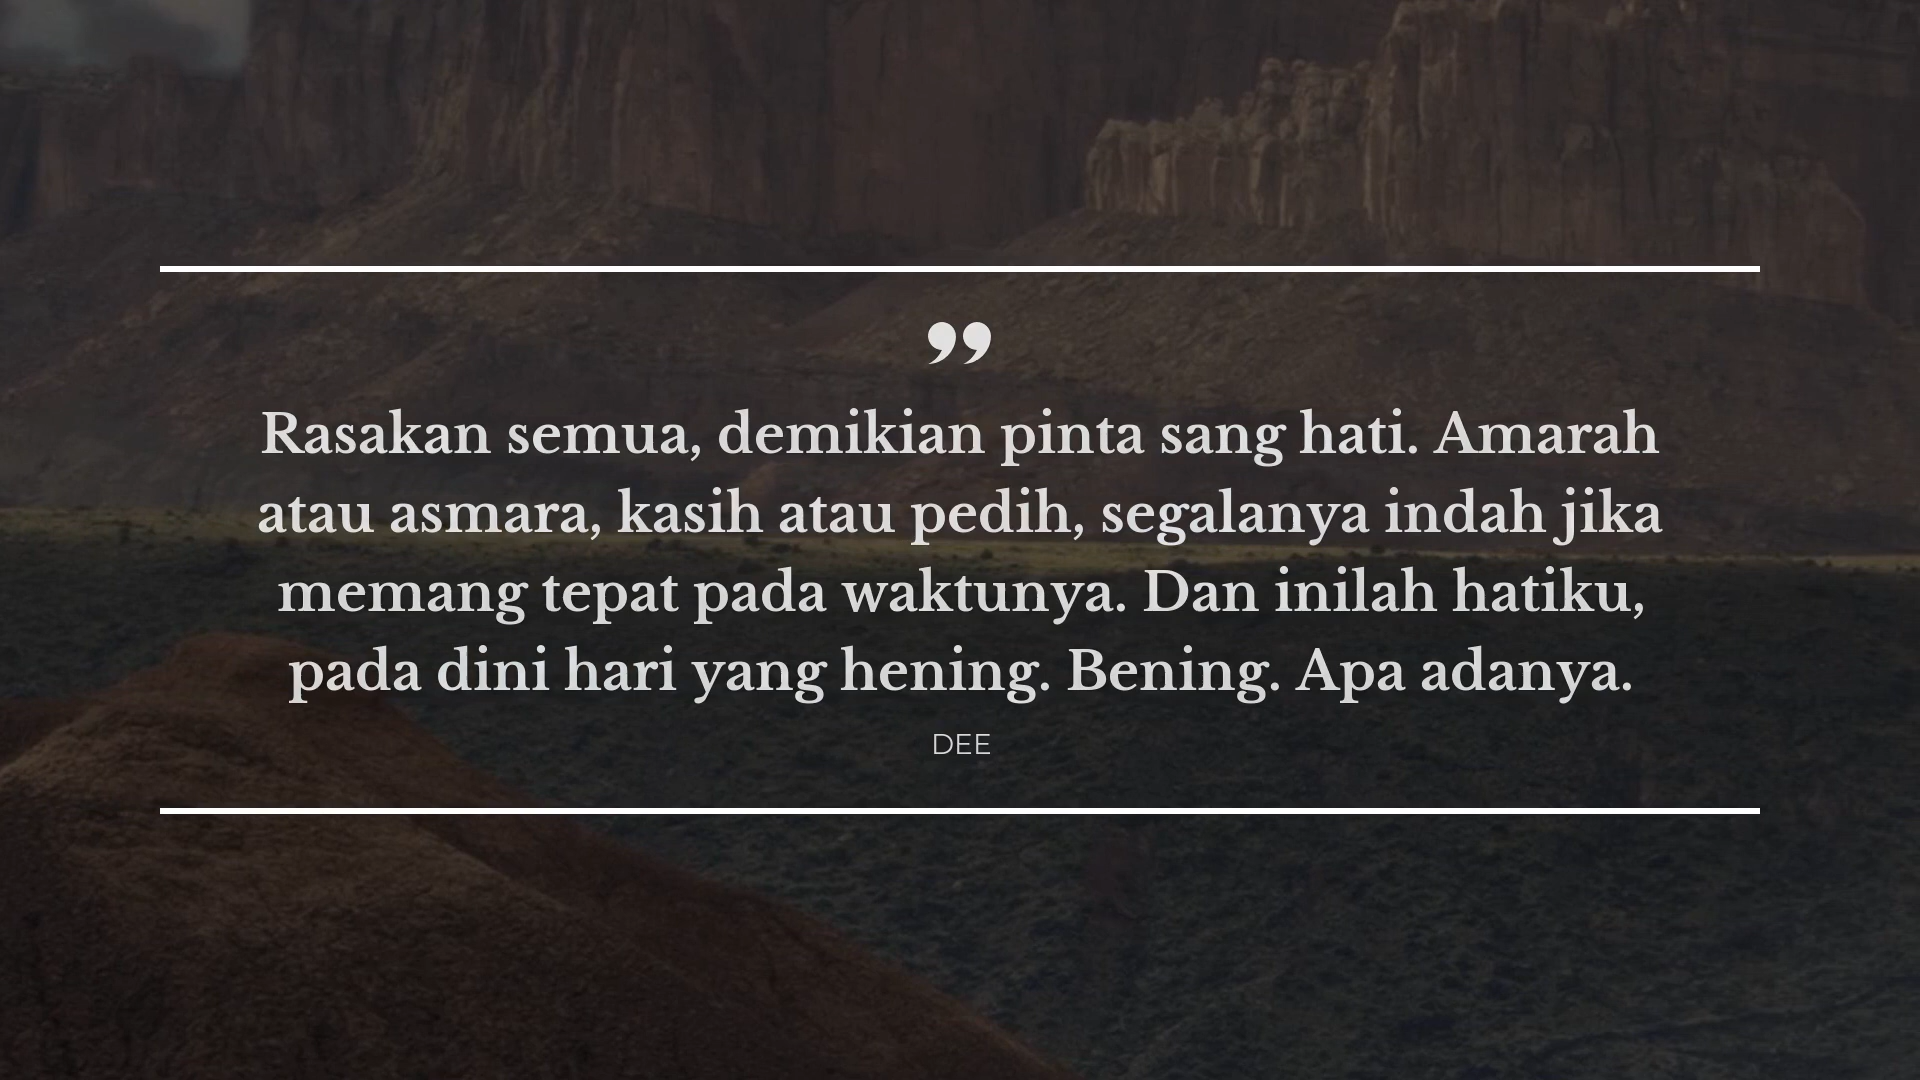 ”
Rasakan semua, demikian pinta sang hati. Amarah
atau asmara, kasih atau pedih, segalanya indah jika
memang tepat pada waktunya. Dan inilah hatiku,
pada dini hari yang hening. Bening. Apa adanya.
DEE